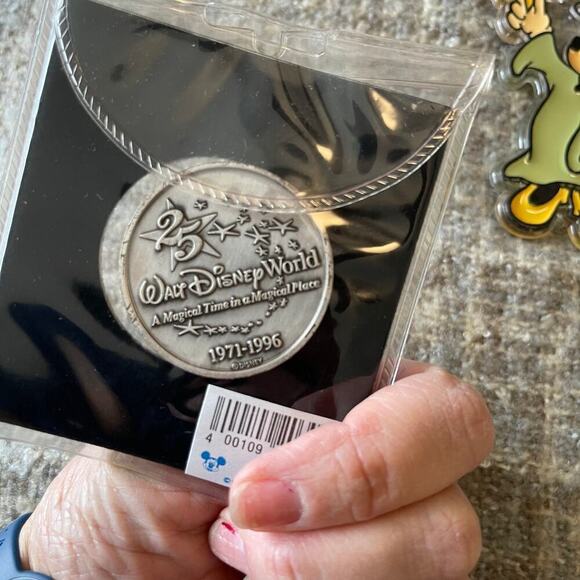 25
Walt Disney World
A Magical Time in a Magical Place
1971-1996
©DISNEY
4 00109